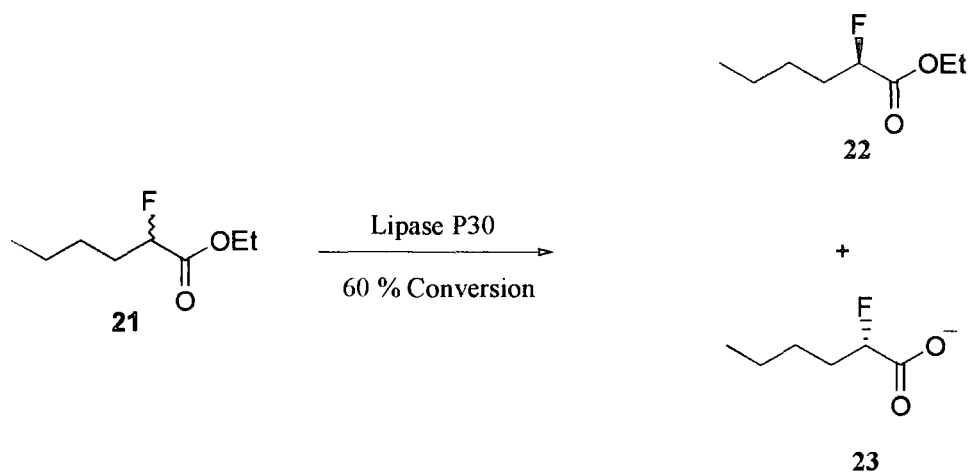 F
OEt
O
22
F
OEt
O
21
Lipase P30
60 % Conversion
+
F
O⁻
O
23